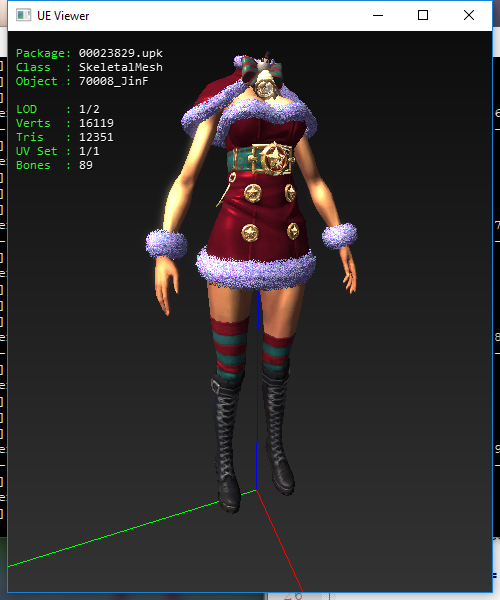 UE Viewer
Package: 00023829.upk
Class : SkeletalMesh
Object : 70008_JinF
LOD : 1/2
Verts : 16119
Tris : 12351
UV Set : 1/1
Bones : 89